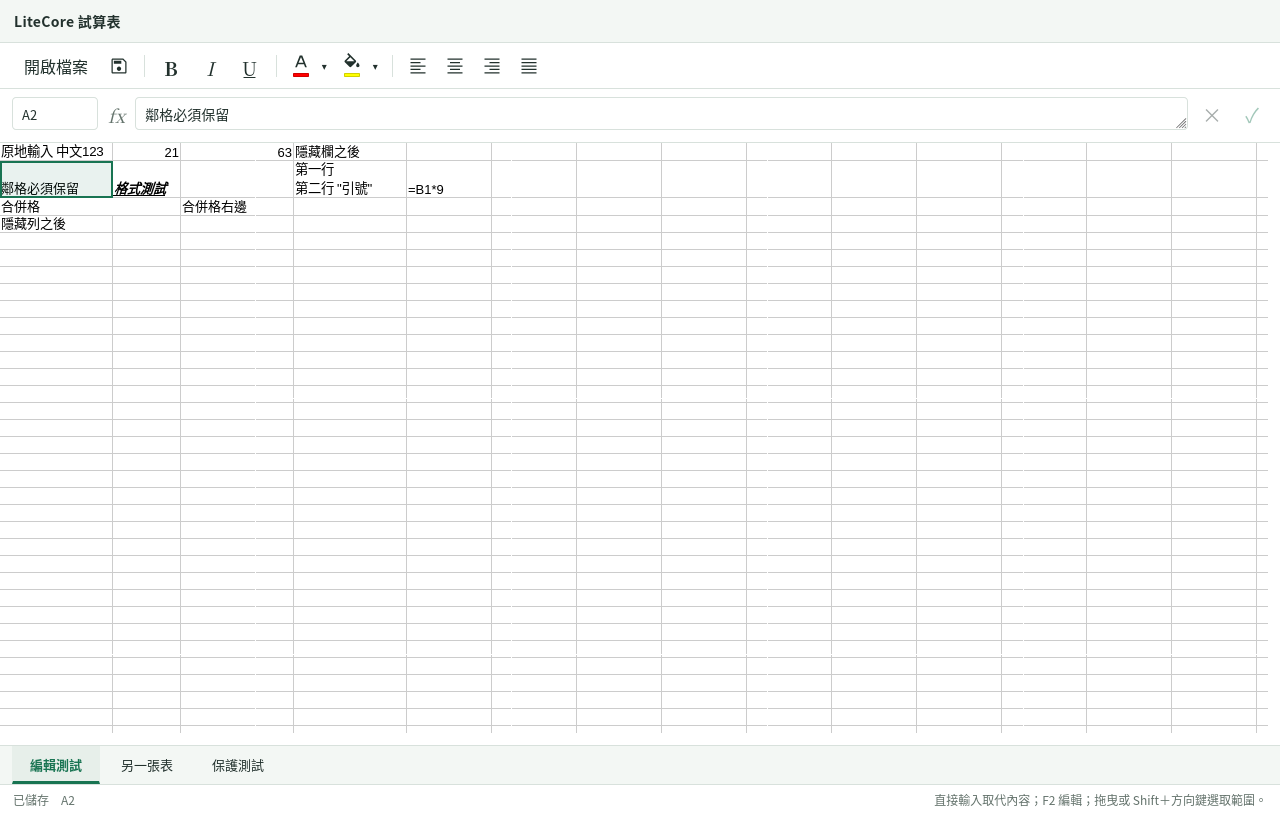 LiteCore 試算表
開啟檔案 B I U A ▼ ▼
A2 fx 鄰格必須保留
原地輸入 中文123 21 63 隱藏欄之後
第一行
鄰格必須保留 格式測試 第二行 "引號" =B1*9
合併格 合併格右邊
隱藏列之後
編輯測試 另一張表 保護測試
已儲存 A2 直接輸入取代內容；F2 編輯；拖曳或 Shift＋方向鍵選取範圍。